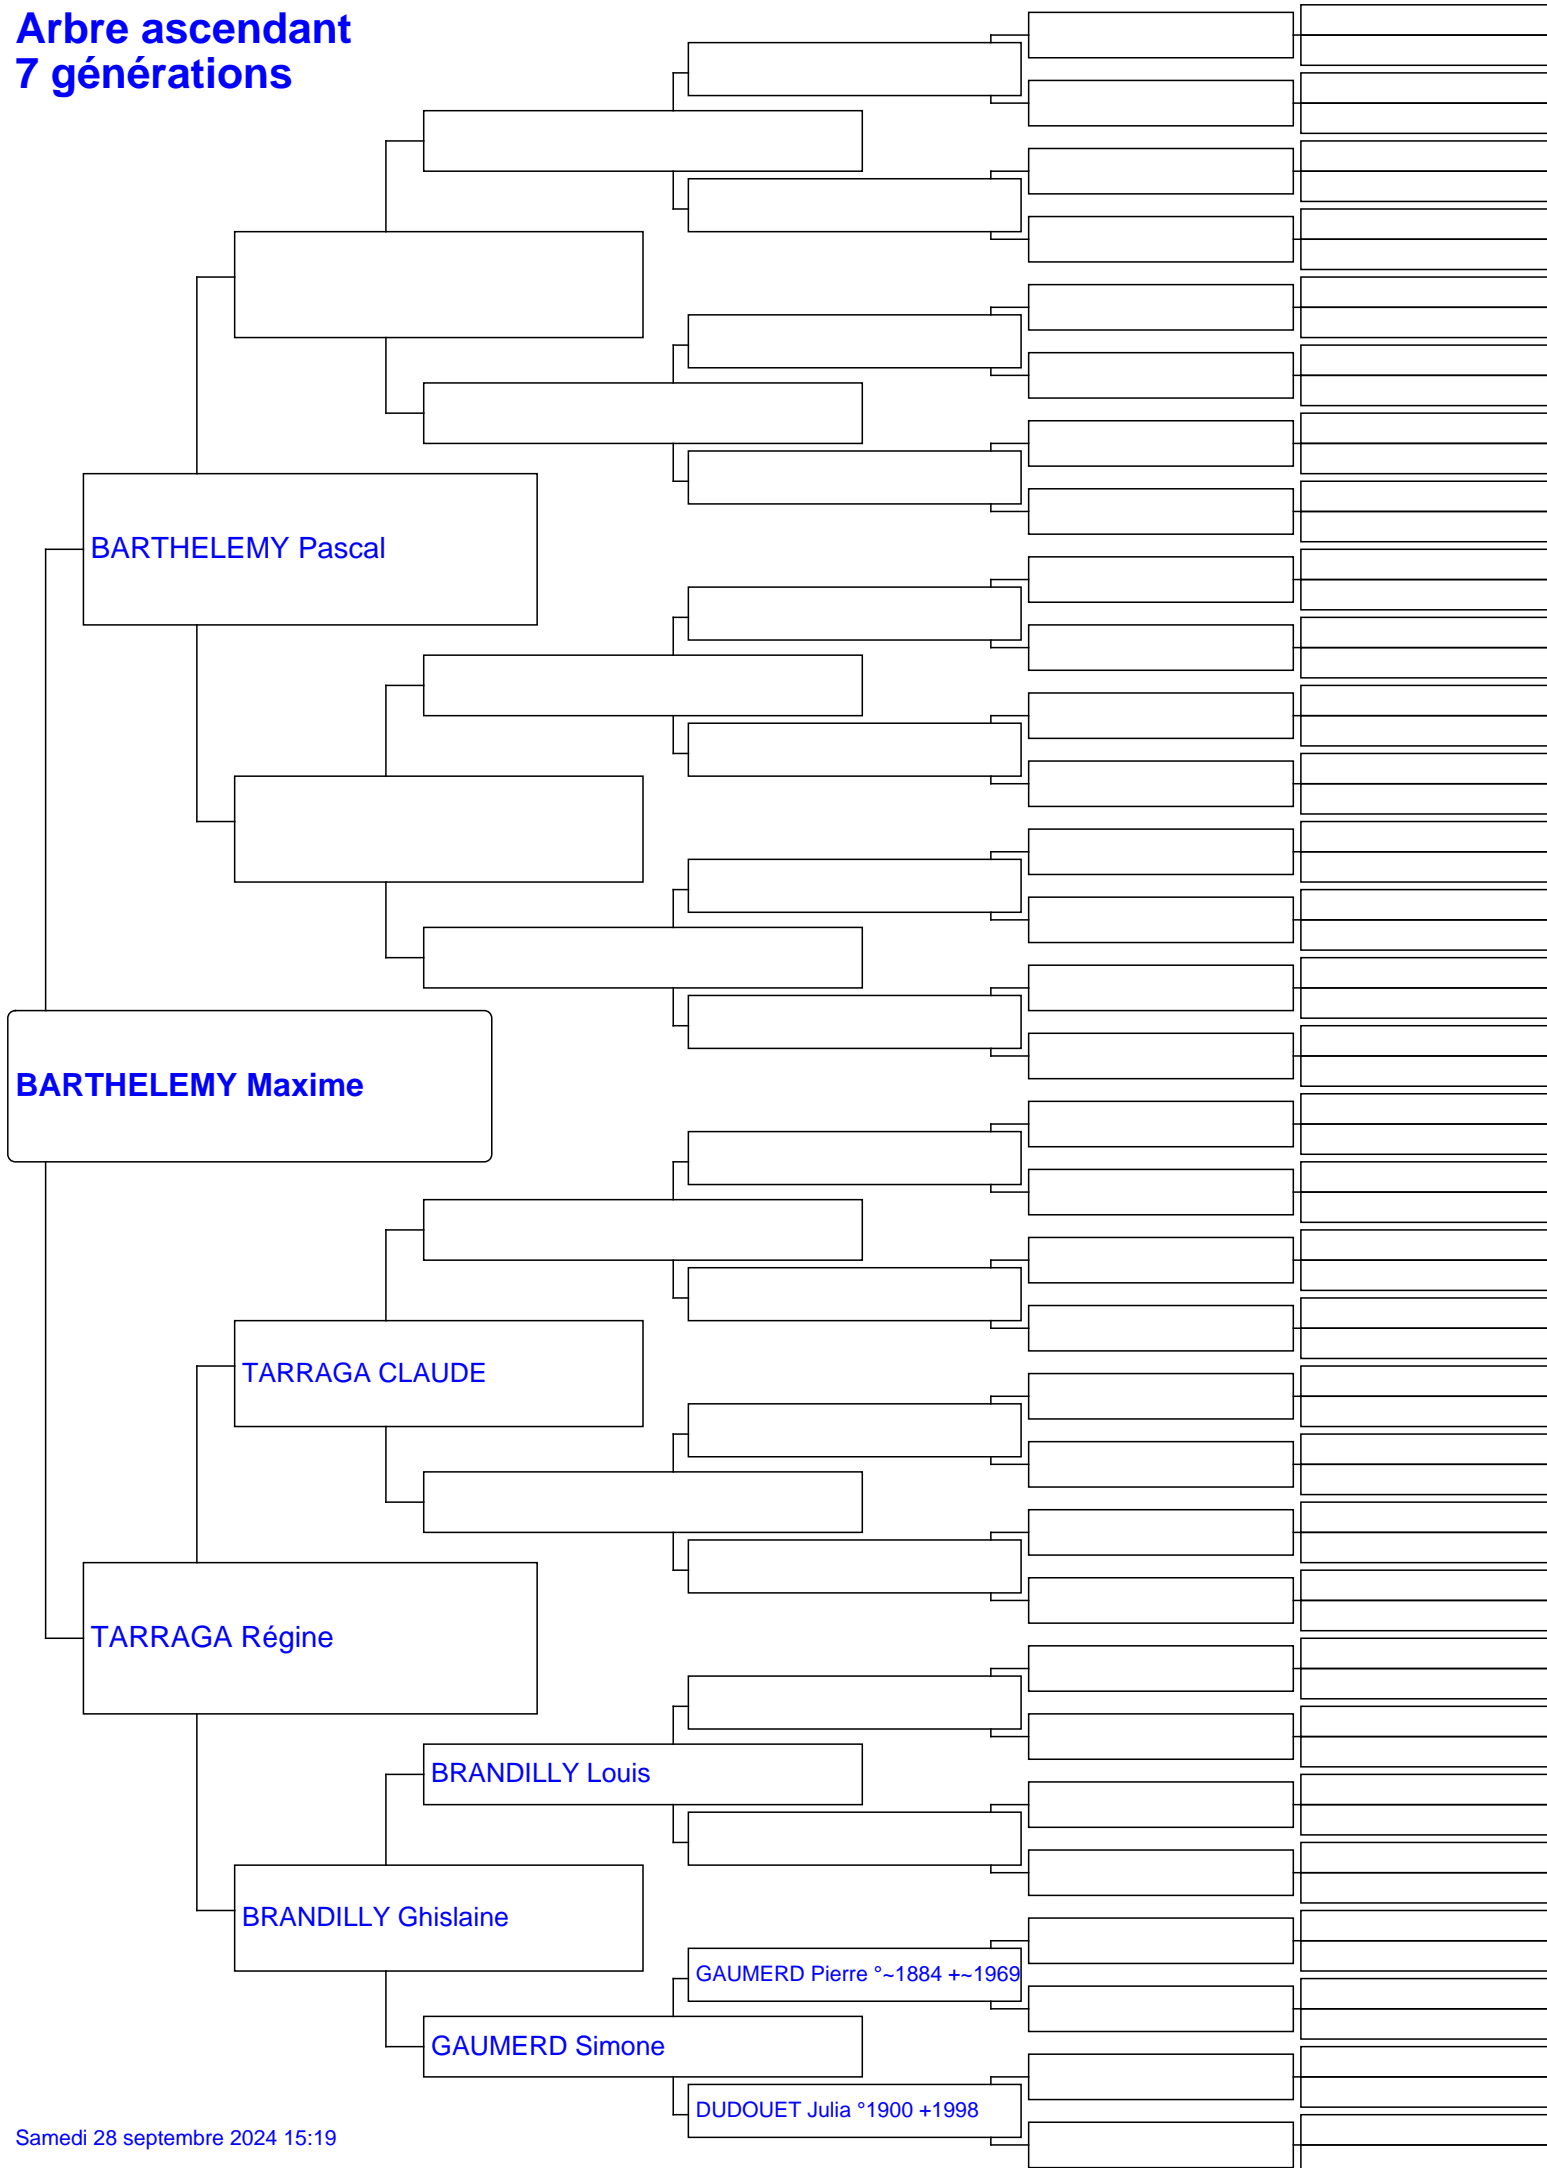 Arbre ascendant
7 générations
BARTHELEMY Pascal
BARTHELEMY Maxime
TARRAGA CLAUDE
TARRAGA Régine
BRANDILLY Louis
BRANDILLY Ghislaine
GAUMERD Pierre °~1884 +~1969
GAUMERD Simone
DUDOUET Julia °1900 +1998
Samedi 28 septembre 2024 15:19